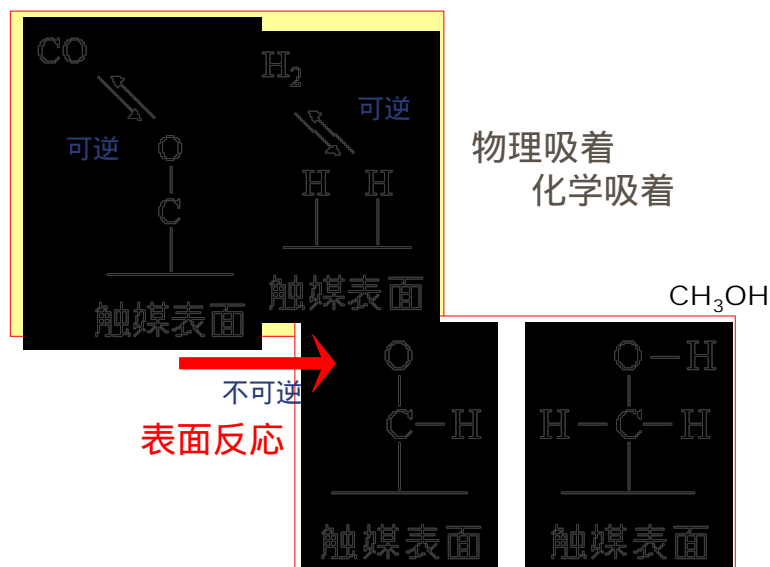 CO
可逆
O
C
触媒表面
H₂
可逆
H H
触媒表面
物理吸着
化学吸着
不可逆
表面反応
O
C H
触媒表面
CH₃OH
O H
H C H
触媒表面